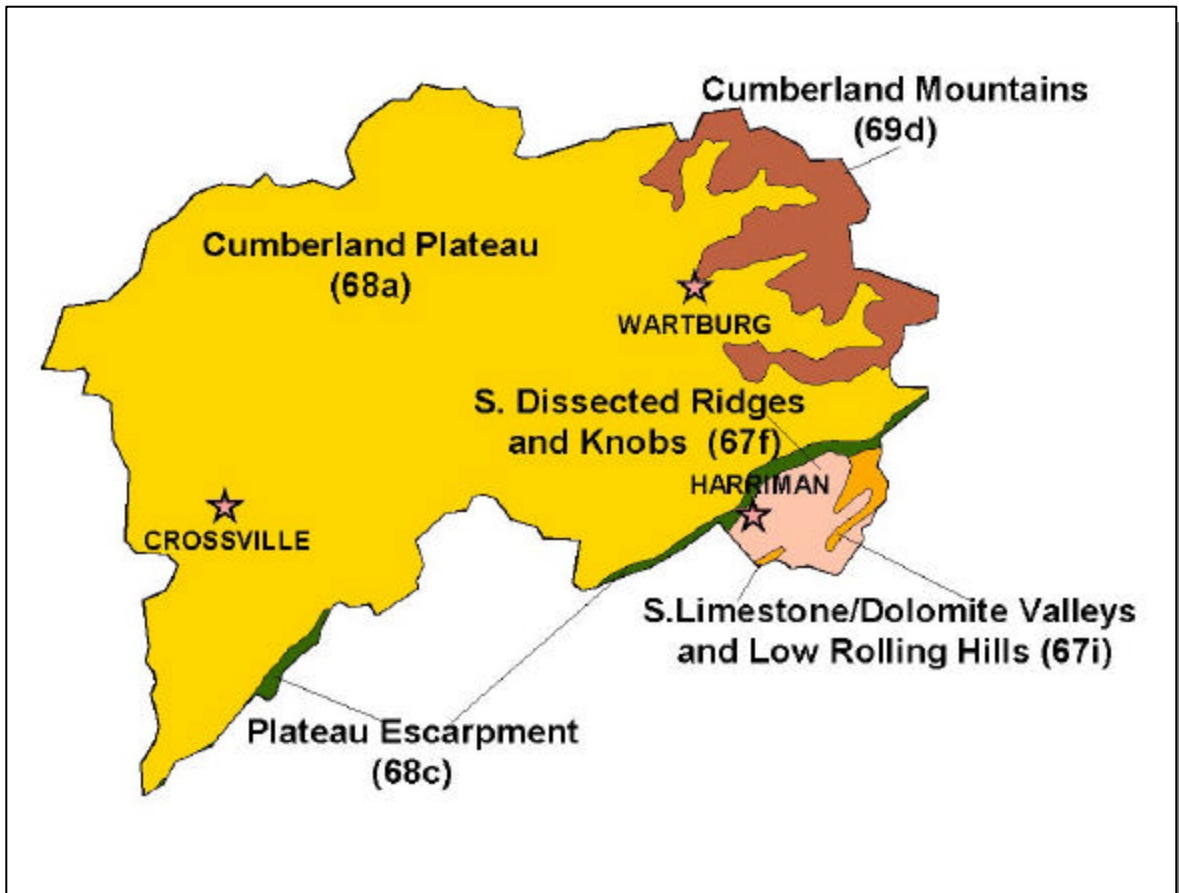 Cumberland Mountains
(69d)
Cumberland Plateau
(68a)
WARTBURG
S. Dissected Ridges
and Knobs (67f)
HARRIMAN
CROSSVILLE
S.Limestone/Dolomite Valleys
and Low Rolling Hills (67i)
Plateau Escarpment
(68c)